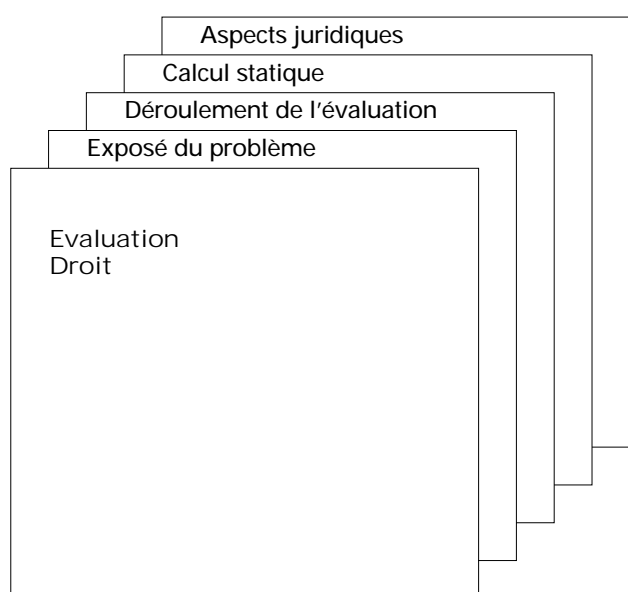 Aspects juridiques
Calcul statique
Déroulement de l'évaluation
Exposé du problème
Evaluation
Droit